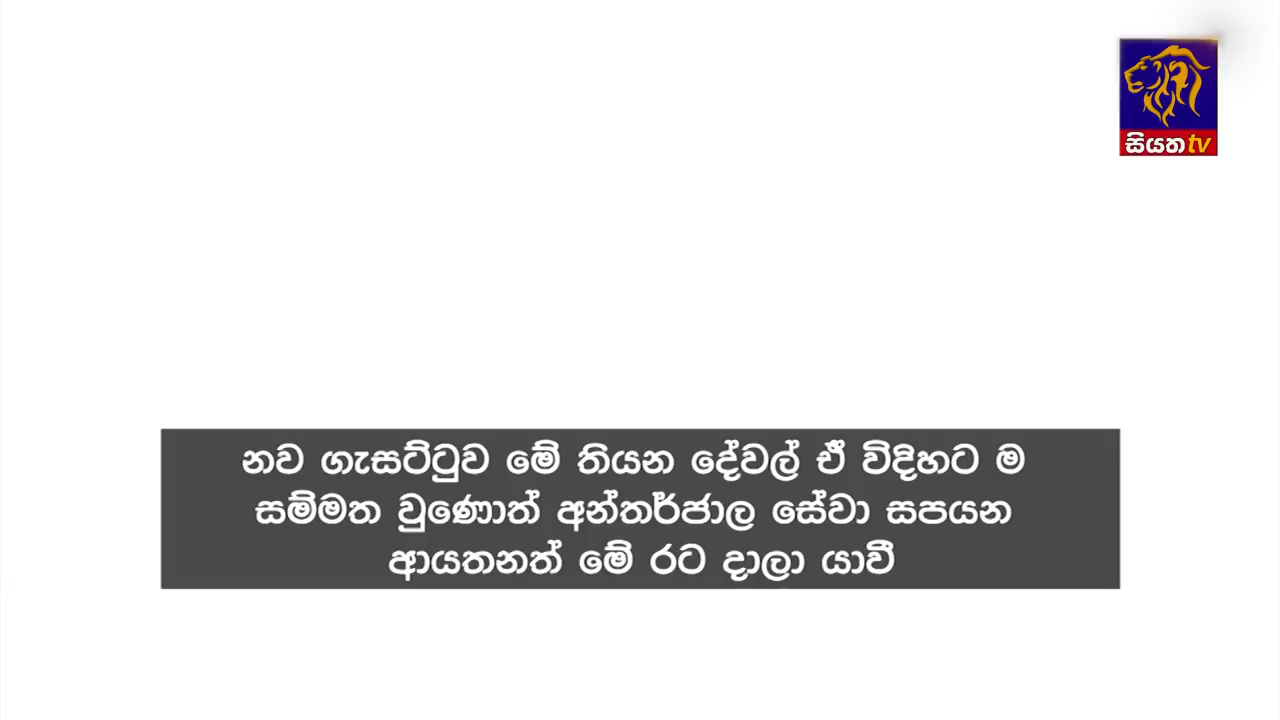 සියත tv
නව ගැසට්ටුව මේ තියන දේවල් ඒ විදිහට ම
සම්මත වුණොත් අන්තර්ජාල සේවා සපයන
ආයතනත් මේ රට දාලා යාවී